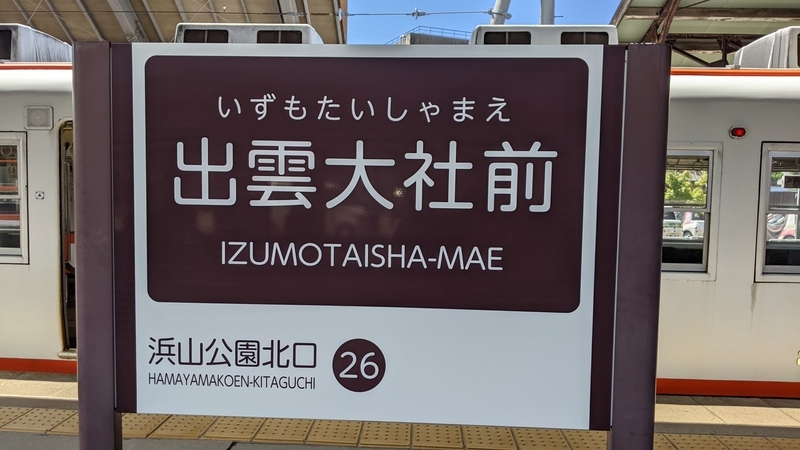 いずもたいしゃまえ
出雲大社前
IZUMOTAISHA-MAE
浜山公園北口
HAMAYAMAKOEN-KITAGUCHI
26